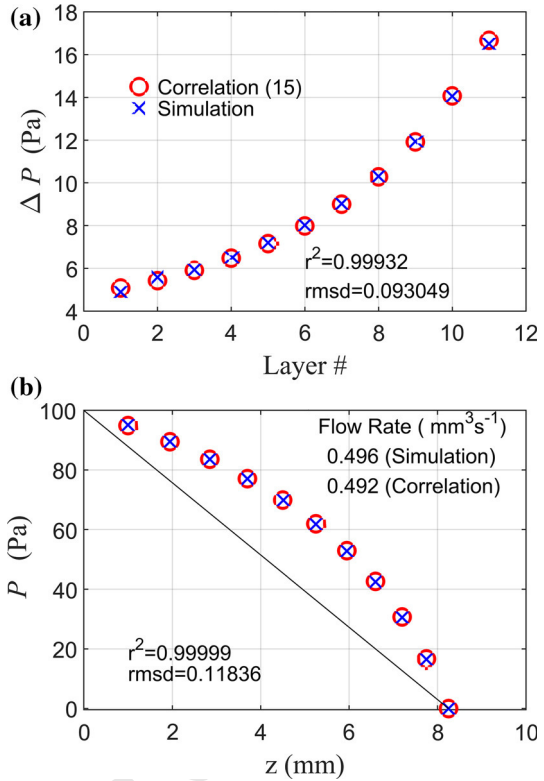 (a)
18
16
14
12
10
8
6
4
Δ P (Pa)
Correlation (15)
Simulation
r²=0.99932
rmsd=0.093049
0 2 4 6 8 10 12
Layer #
(b)
100
80
60
40
20
0
P (Pa)
Flow Rate ( mm³s⁻¹)
0.496 (Simulation)
0.492 (Correlation)
r²=0.99999
rmsd=0.11836
0 2 4 6 8 10
z (mm)